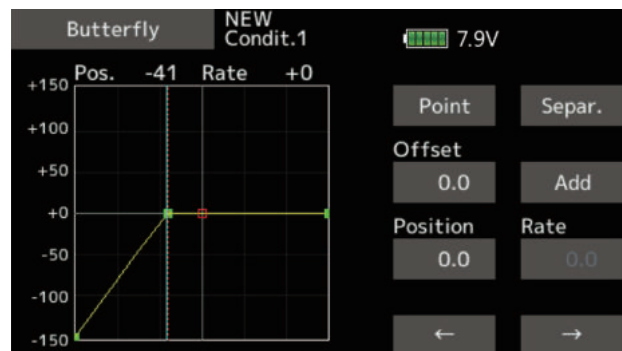 Butterfly
NEW
Condit.1
7.9V
Pos. -41 Rate +0
+150
+100
+50
+0
-50
-100
-150
Point
Separ.
Offset
0.0
Add
Position
Rate
0.0
0.0
←
→